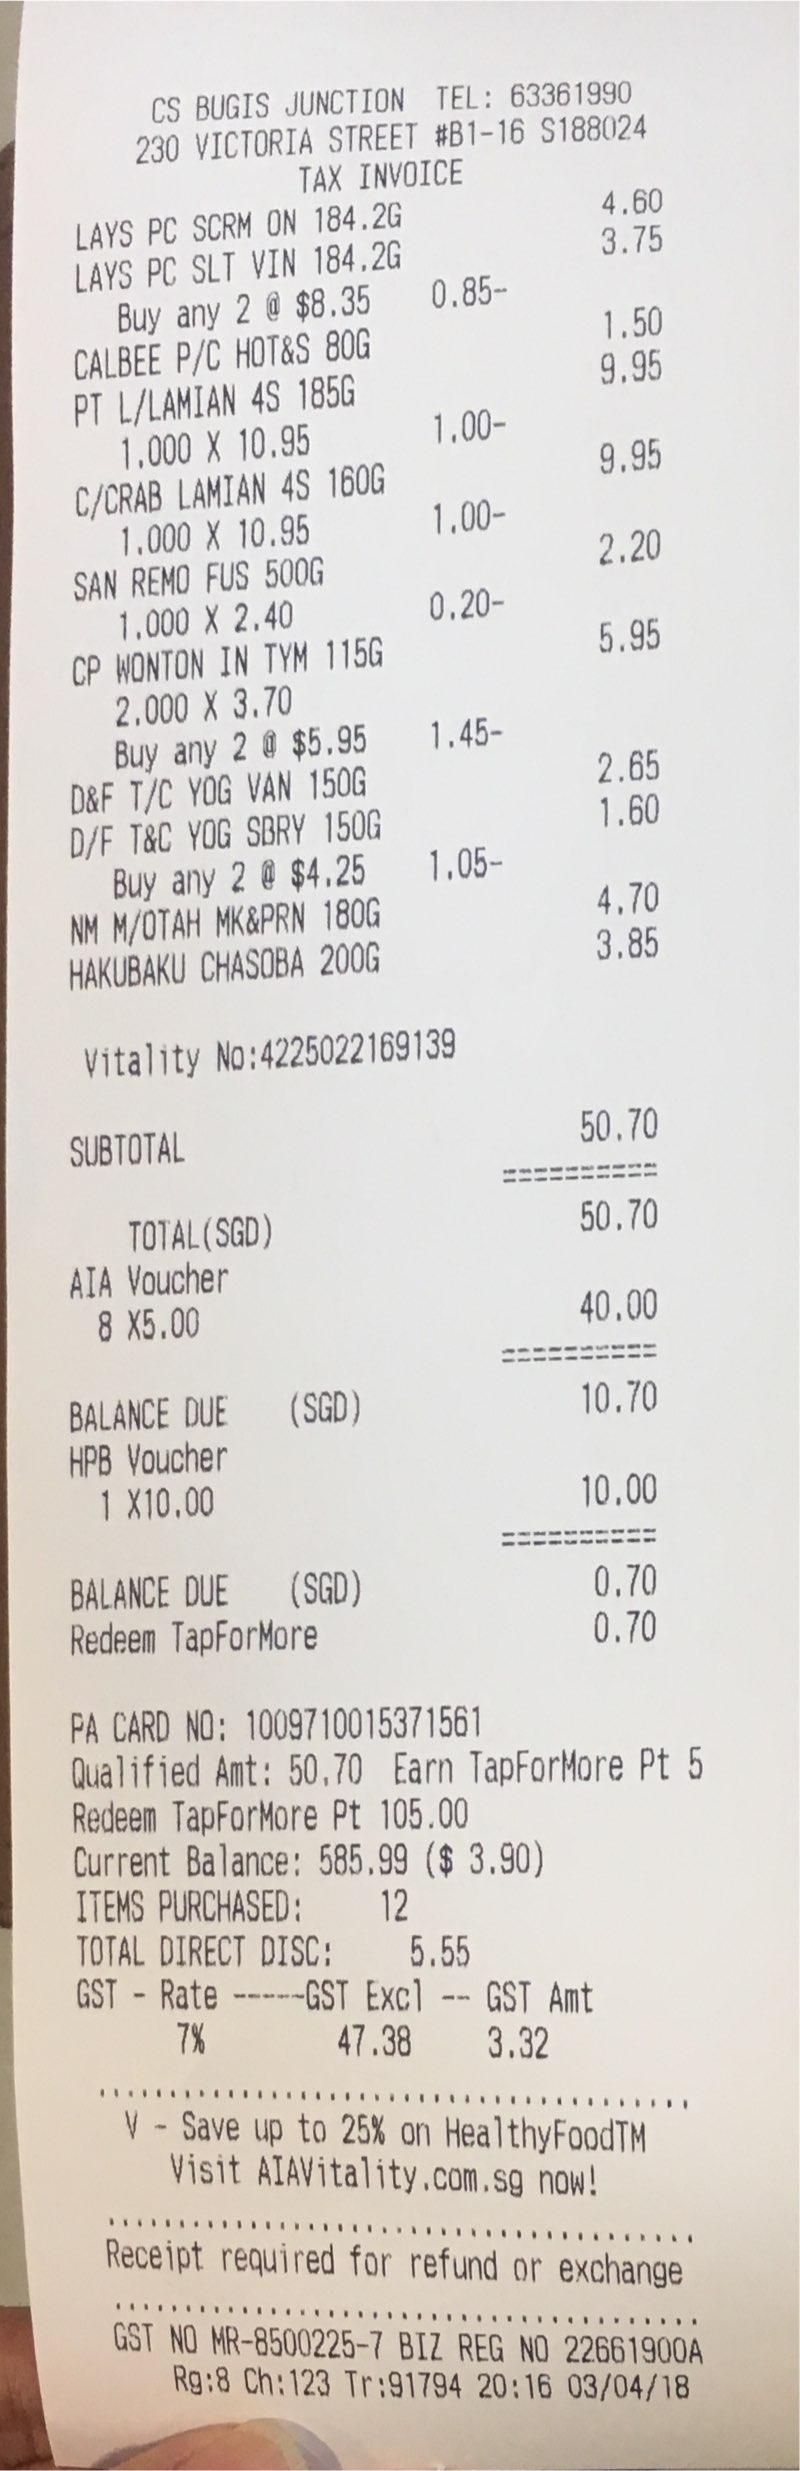 CS BUGIS JUNCTION TEL: 63361990
230 VICTORIA STREET #B1-16 S188024
TAX INVOICE
LAYS PC SCRM ON 184.2G 4.60
LAYS PC SLT VIN 184.2G 3.75
Buy any 2 @ $8.35 0.85-
CALBEE P/C HOT&S 80G 1.50
PT L/LAMIAN 4S 185G 9.95
1.000 X 10.95 1.00-
C/CRAB LAMIAN 4S 160G 9.95
1.000 X 10.95 1.00-
SAN REMO FUS 500G 2.20
1.000 X 2.40 0.20-
CP WONTON IN TYM 115G 5.95
2.000 X 3.70
Buy any 2 @ $5.95 1.45-
D&F T/C YOG VAN 150G 2.65
D/F T&C YOG SBRY 150G 1.60
Buy any 2 @ $4.25 1.05-
NM M/OTAH MK&PRN 180G 4.70
HAKUBAKU CHASOBA 200G 3.85
Vitality No:4225022169139
SUBTOTAL 50.70
==========
TOTAL(SGD) 50.70
AIA Voucher
8 X5.00 40.00
==========
BALANCE DUE (SGD) 10.70
HPB Voucher
1 X10.00 10.00
==========
BALANCE DUE (SGD) 0.70
Redeem TapForMore 0.70
PA CARD NO: 1009710015371561
Qualified Amt: 50.70 Earn TapForMore Pt 5
Redeem TapForMore Pt 105.00
Current Balance: 585.99 ($ 3.90)
ITEMS PURCHASED: 12
TOTAL DIRECT DISC: 5.55
GST - Rate -----GST Excl -- GST Amt
7% 47.38 3.32
V - Save up to 25% on HealthyFoodTM
Visit AIAVitality.com.sg now!
Receipt required for refund or exchange
GST NO MR-8500225-7 BIZ REG NO 22661900A
Rg:8 Ch:123 Tr:91794 20:16 03/04/18